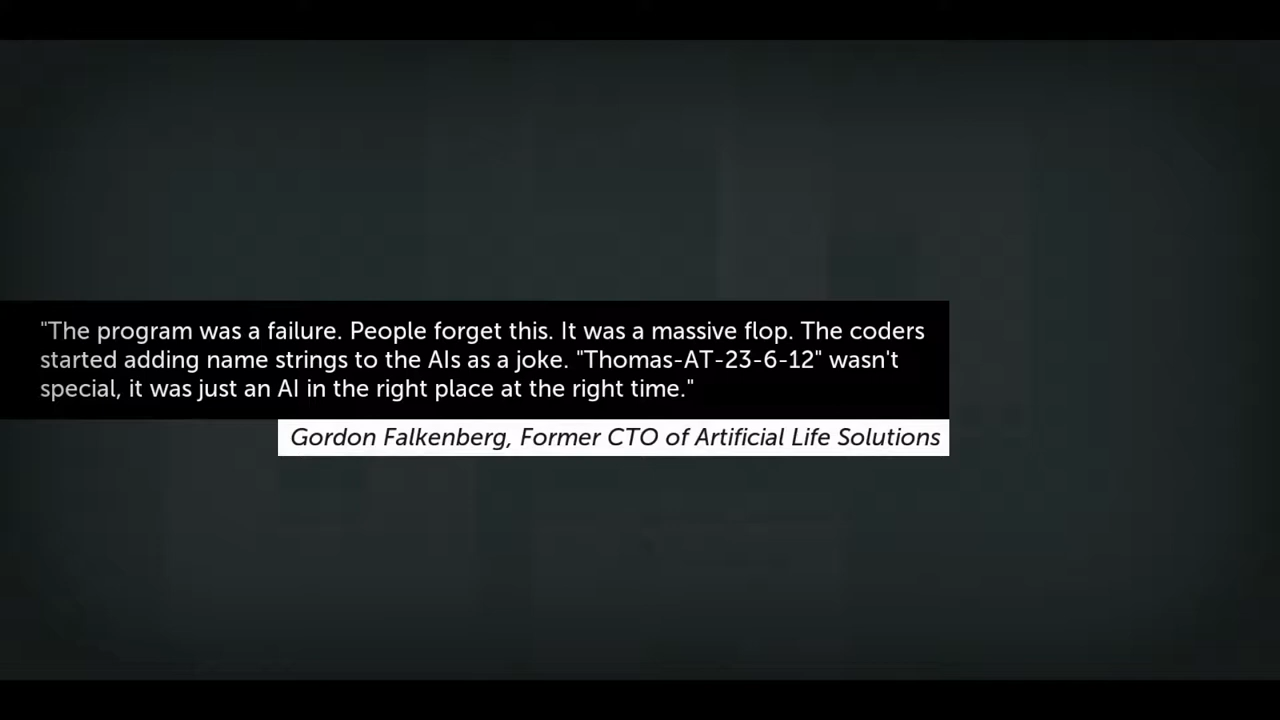 "The program was a failure. People forget this. It was a massive flop. The coders
started adding name strings to the AIs as a joke. "Thomas-AT-23-6-12" wasn't
special, it was just an AI in the right place at the right time."
Gordon Falkenberg, Former CTO of Artificial Life Solutions